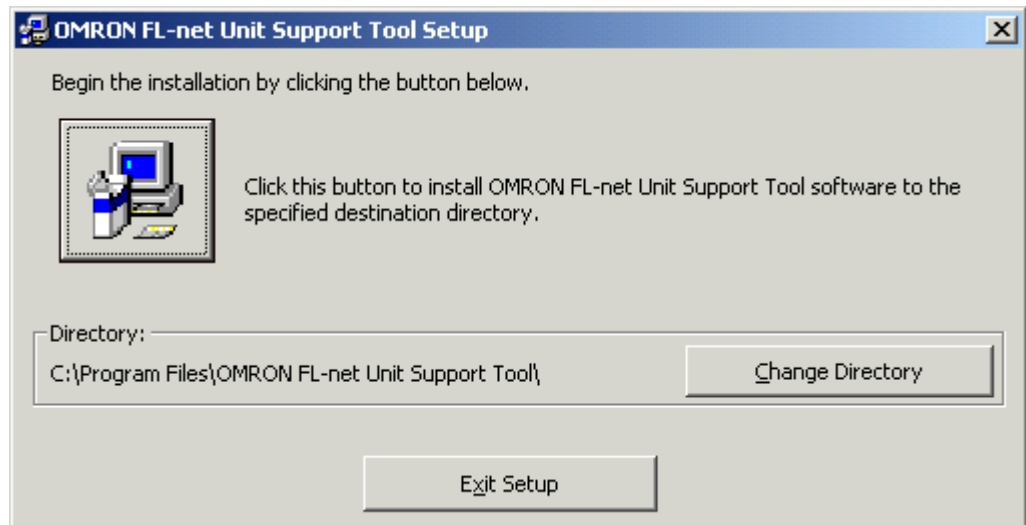 OMRON FL-net Unit Support Tool Setup
Begin the installation by clicking the button below.
Click this button to install OMRON FL-net Unit Support Tool software to the
specified destination directory.
Directory:
C:\Program Files\OMRON FL-net Unit Support Tool\
Change Directory
Exit Setup